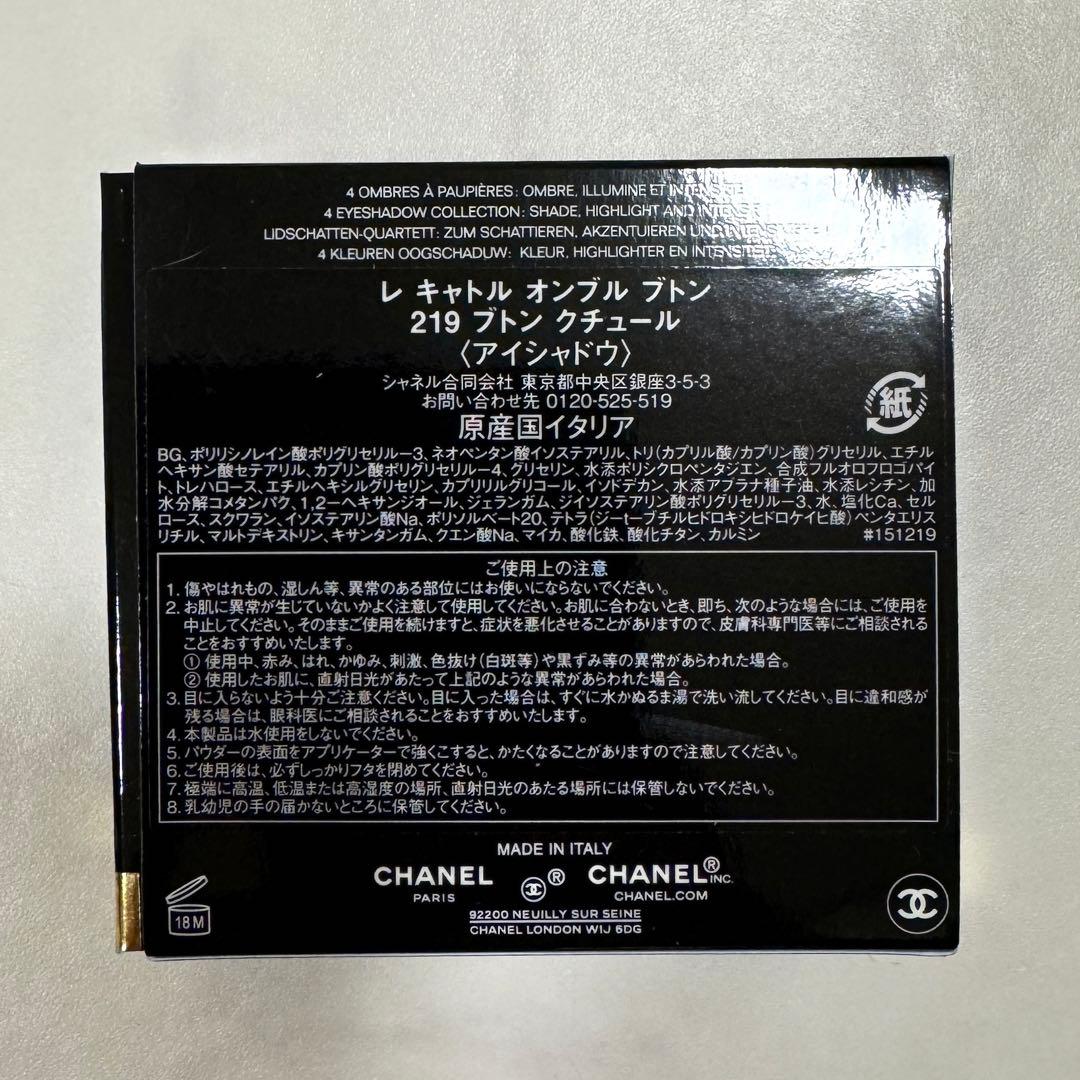 4 OMBRES À PAUPIÈRES: OMBRE, ILLUMINE ET INTENSIFIE
4 EYESHADOW COLLECTION: SHADE, HIGHLIGHT AND
LIDSCHATTEN-QUARTETT: ZUM SCHATTIEREN, AKZENTUIEREN UND
4 KLEUREN OOGSCHADUW: KLEUR, HIGHLIGHTER EN
レ キャトル オンブル ブトン
219 ブトン クチュール
〈アイシャドウ〉
シャネル合同会社 東京都中央区銀座3-5-3
お問い合わせ先 0120-525-519
原産国イタリア
紙
BG、ポリリシノレイン酸ポリグリセリル−3、ネオペンタン酸イソステアリル、トリ(カプリル酸/カプリン酸)グリセリル、エチル
ヘキサン酸セテアリル、カプリン酸ポリグリセリル−4、グリセリン、水添ポリシクロペンタジエン、合成フルオロフロゴパイ
ト、トレハロース、エチルヘキシルグリセリン、カプリリルグリコール、イソドデカン、水添アブラナ種子油、水添レシチン、加
水分解コメタンパク、1,2−ヘキサンジオール、ジェランガム、ジイソステアリン酸ポリグリセリル−3、水、塩化Ca、セル
ロース、スクワラン、イソステアリン酸Na、ポリソルベート20、テトラ(ジ−t−ブチルヒドロキシヒドロケイヒ酸)ペンタエリス
リチル、マルトデキストリン、キサンタンガム、クエン酸Na、マイカ、酸化鉄、酸化チタン、カルミン #151219
ご使用上の注意
1. 傷やはれもの、湿しん等、異常のある部位にはお使いにならないでください。
2. お肌に異常が生じていないかよく注意して使用してください。お肌に合わないとき、即ち、次のような場合には、ご使用を
中止してください。そのままご使用を続けますと、症状を悪化させることがありますので、皮膚科専門医等にご相談される
ことをおすすめいたします。
① 使用中、赤み、はれ、かゆみ、刺激、色抜け(白斑等)や黒ずみ等の異常があらわれた場合。
② 使用したお肌に、直射日光があたって上記のような異常があらわれた場合。
3. 目に入らないよう十分ご注意ください。目に入った場合は、すぐに水かぬるま湯で洗い流してください。目に違和感が
残る場合は、眼科医にご相談されることをおすすめいたします。
4. 本製品は水使用をしないでください。
5. パウダーの表面をアプリケーターで強くこすると、かたくなることがありますので注意してください。
6. ご使用後は、必ずしっかりフタを閉めてください。
7. 極端に高温、低温または高湿度の場所、直射日光のあたる場所には保管しないでください。
8. 乳幼児の手の届かないところに保管してください。
MADE IN ITALY
CHANEL ® CHANEL® INC.
PARIS CHANEL.COM
92200 NEUILLY SUR SEINE
CHANEL LONDON W1J 6DG
18M